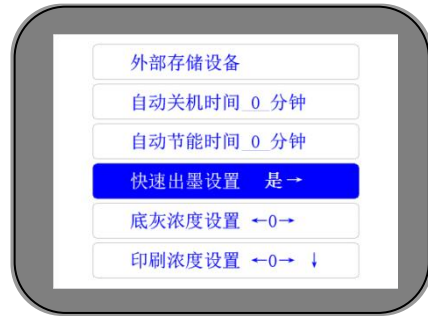 外部存储设备
自动关机时间 0 分钟
自动节能时间 0 分钟
快速出墨设置 是→
底灰浓度设置 ←0→
印刷浓度设置 ←0→ ↓